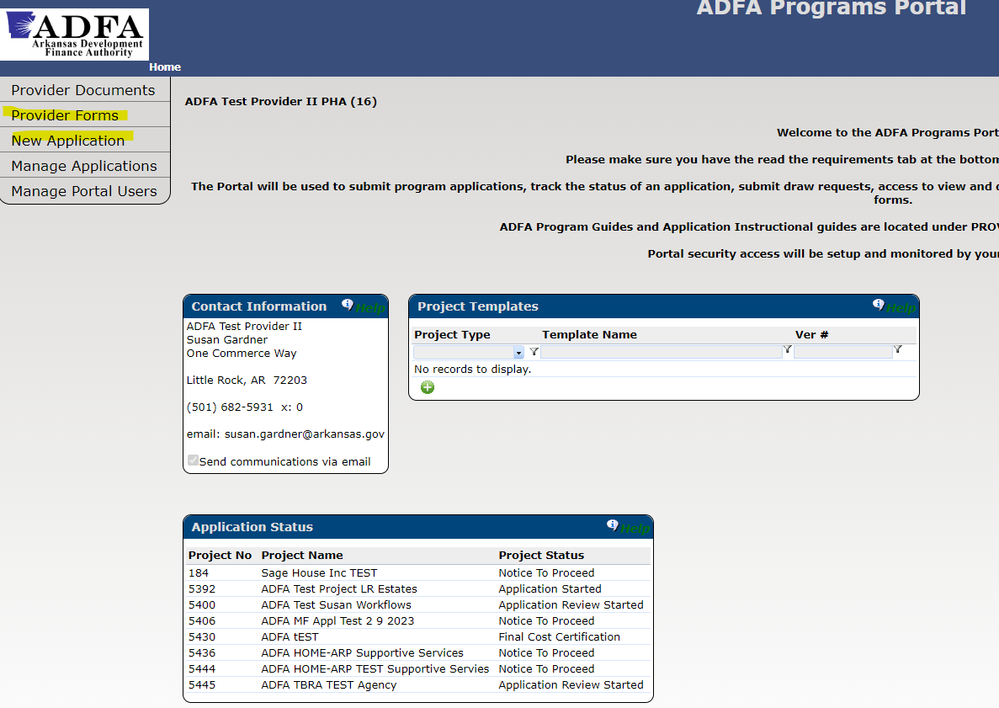 ADFA Programs Portal
ADFA
Arkansas Development
Finance Authority
Home
Provider Documents
Provider Forms
New Application
Manage Applications
Manage Portal Users
ADFA Test Provider II PHA (16)
Welcome to the ADFA Programs Port
Please make sure you have the read the requirements tab at the bottom
The Portal will be used to submit program applications, track the status of an application, submit draw requests, access to view and
forms.
ADFA Program Guides and Application Instructional guides are located under PROV
Portal security access will be setup and monitored by your
Contact Information Help
ADFA Test Provider II
Susan Gardner
One Commerce Way
Little Rock, AR 72203
(501) 682-5931 x: 0
email: susan.gardner@arkansas.gov
Send communications via email
Project Templates Help
Project Type Template Name Ver #
No records to display.
Application Status Help
Project No Project Name Project Status
184 Sage House Inc TEST Notice To Proceed
5392 ADFA Test Project LR Estates Application Started
5400 ADFA Test Susan Workflows Application Review Started
5406 ADFA MF Appl Test 2 9 2023 Notice To Proceed
5430 ADFA tEST Final Cost Certification
5436 ADFA HOME-ARP Supportive Services Notice To Proceed
5444 ADFA HOME-ARP TEST Supportive Servies Notice To Proceed
5445 ADFA TBRA TEST Agency Application Review Started